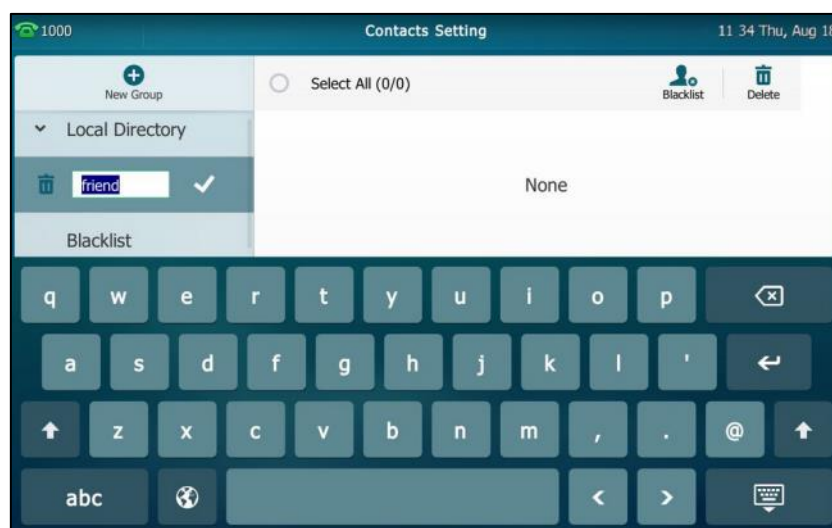 1000 Contacts Setting 11 34 Thu, Aug 18
New Group Select All (0/0) Blacklist Delete
Local Directory
friend None
Blacklist
q w e r t y u i o p
a s d f g h j k l '
z x c v b n m , . @
abc < >